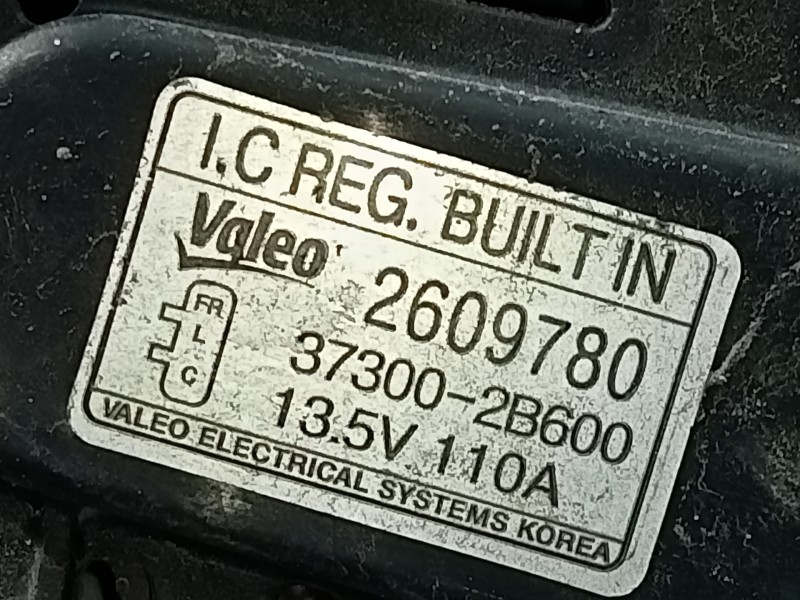 I.C REG. BUILT IN
Valeo
2609780
FR
L
C
37300-2B600
13.5V 110A
VALEO ELECTRICAL SYSTEMS KOREA